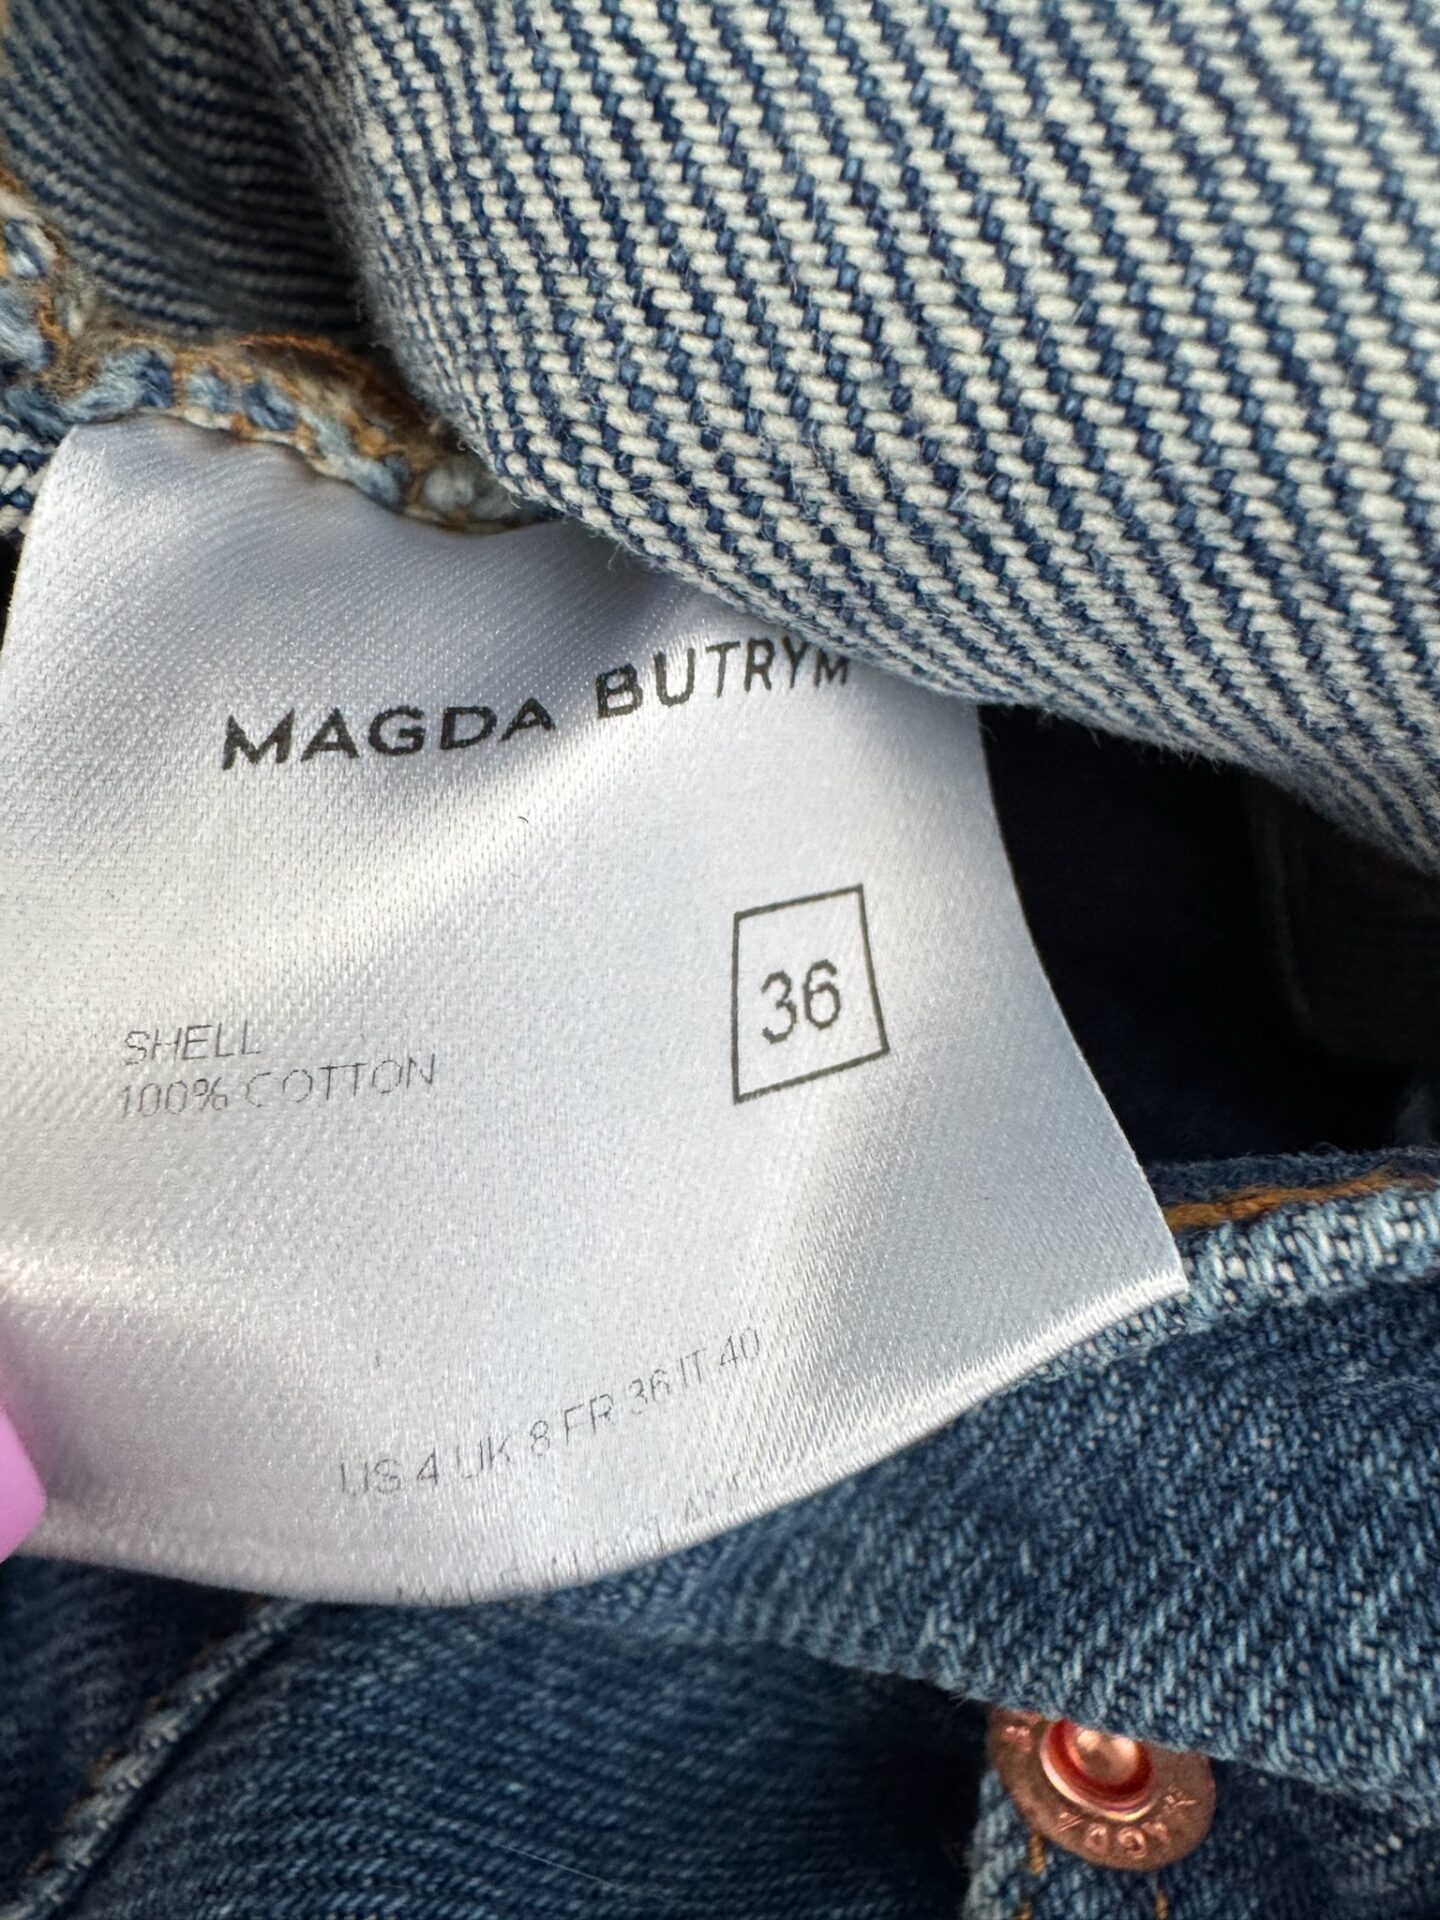 MAGDA BUTRYM
36
SHELL
100% COTTON
US 4 UK 8 FR 36 IT 40